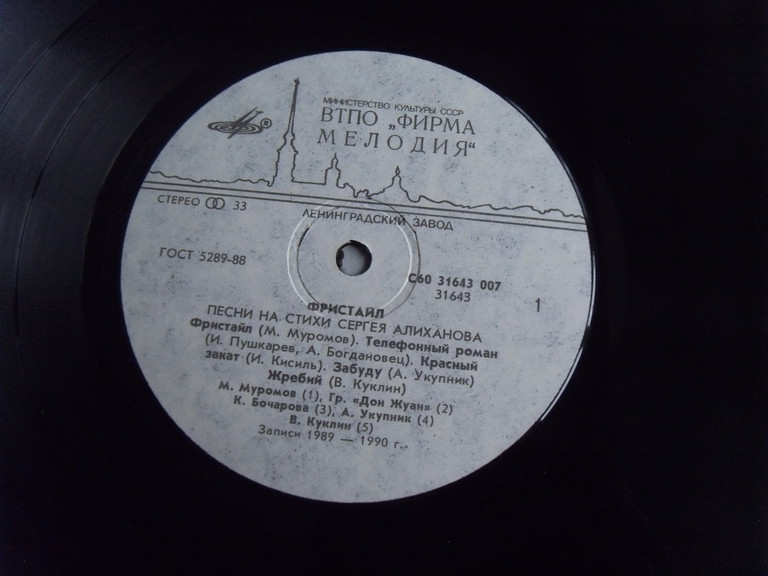 МИНИСТЕРСТВО КУЛЬТУРЫ СССР
ВТПО „ФИРМА
МЕЛОДИЯ“
®
СТЕРЕО 33
ЛЕНИНГРАДСКИЙ ЗАВОД
ГОСТ 5289-88
С60 31643 007
31643
1
ФРИСТАЙЛ
ПЕСНИ НА СТИХИ СЕРГЕЯ АЛИХАНОВА
Фристайл (М. Муромов). Телефонный роман
(И. Пушкарев, А. Богдановец). Красный
закат (И. Кисиль). Забуду (А. Укупник)
Жребий (В. Куклин)
М. Муромов (1), Гр. «Дон Жуан» (2)
К. Бочарова (3), А. Укупник (4)
В. Куклин (5)
Записи 1989 — 1990 г..